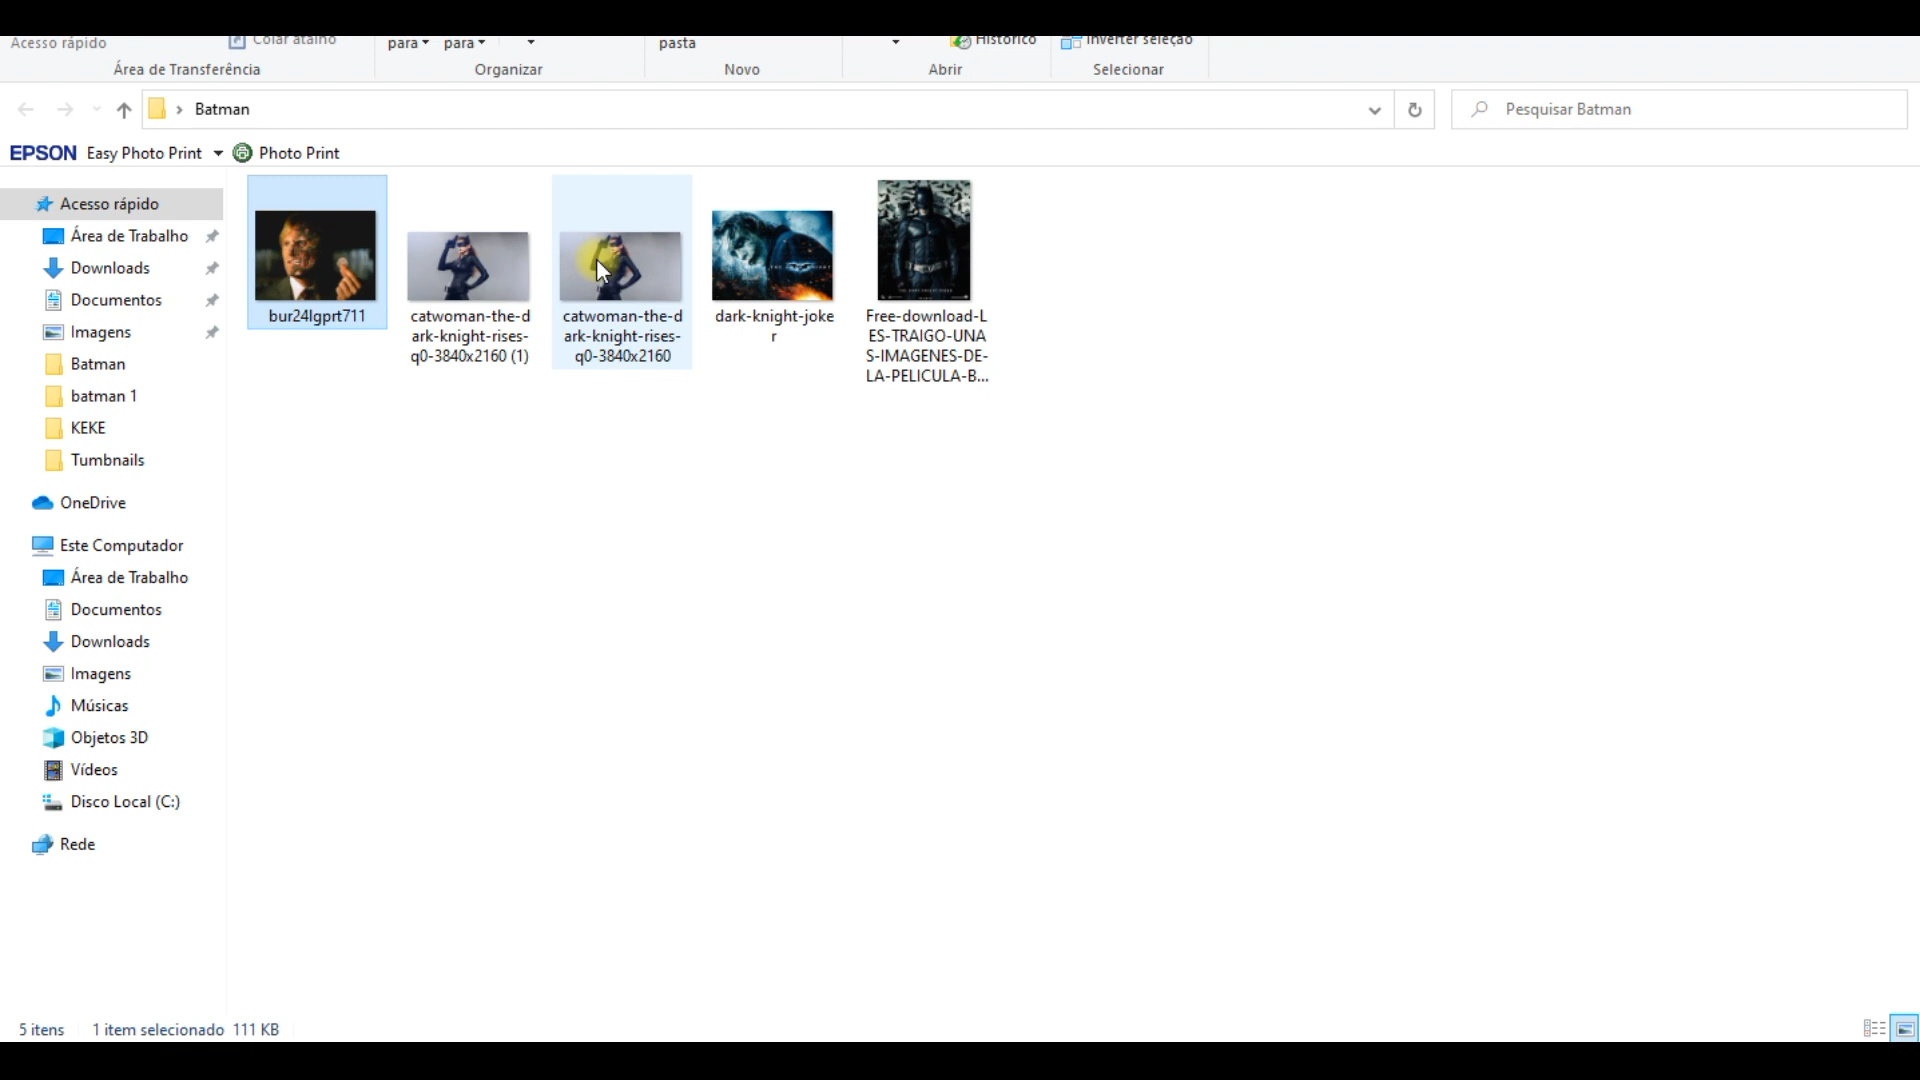 Acesso rápido
Colar atalho
para
para
pasta
Histórico
Inverter seleção
Área de Transferência
Organizar
Novo
Abrir
Selecionar
Batman
Pesquisar Batman
EPSON Easy Photo Print
Photo Print
Acesso rápido
Área de Trabalho
Downloads
Documentos
Imagens
Batman
batman 1
KEKE
Tumbnails
OneDrive
Este Computador
Área de Trabalho
Documentos
Downloads
Imagens
Músicas
Objetos 3D
Vídeos
Disco Local (C:)
Rede
bur24lgprt711
catwoman-the-d
ark-knight-rises-
q0-3840x2160 (1)
catwoman-the-d
ark-knight-rises-
q0-3840x2160
dark-knight-joke
r
Free-download-L
ES-TRAIGO-UNA
S-IMAGENES-DE-
LA-PELICULA-B...
5 itens
1 item selecionado 111 KB